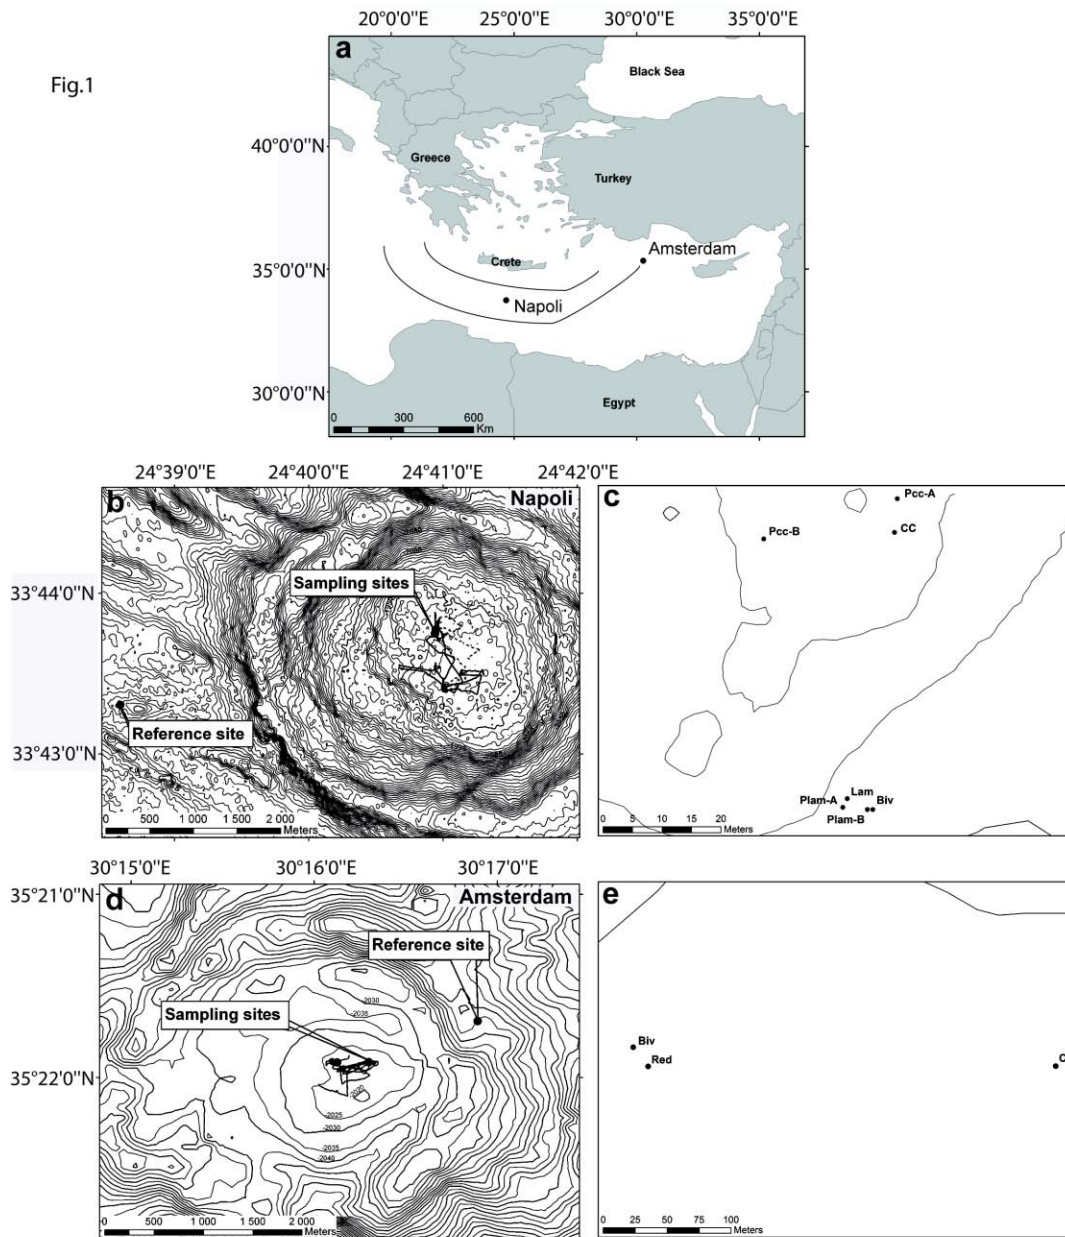 Fig.1
20°0'0"E 25°0'0"E 30°0'0"E 35°0'0"E
a
Black Sea
40°0'0"N
Greece
Turkey
Amsterdam
Crete
35°0'0"N
Napoli
30°0'0"N
Egypt
0 300 600
Km
24°39'0"E 24°40'0"E 24°41'0"E 24°42'0"E
b
Napoli
Sampling sites
33°44'0"N
Reference site
33°43'0"N
0 500 1 000 1 500 2 000
Meters
c
Pcc-A
CC
Pcc-B
Lam
Plam-A
Biv
Plam-B
0 5 10 15 20
Meters
30°15'0"E 30°16'0"E 30°17'0"E
35°21'0"N
d
Amsterdam
Reference site
-2030
-2035
Sampling sites
35°22'0"N
-2020
-2025
-2030
-2035
-2040
0 500 1 000 1 500 2 000
Meters
e
Biv
Red
0 25 50 75 100
Meters